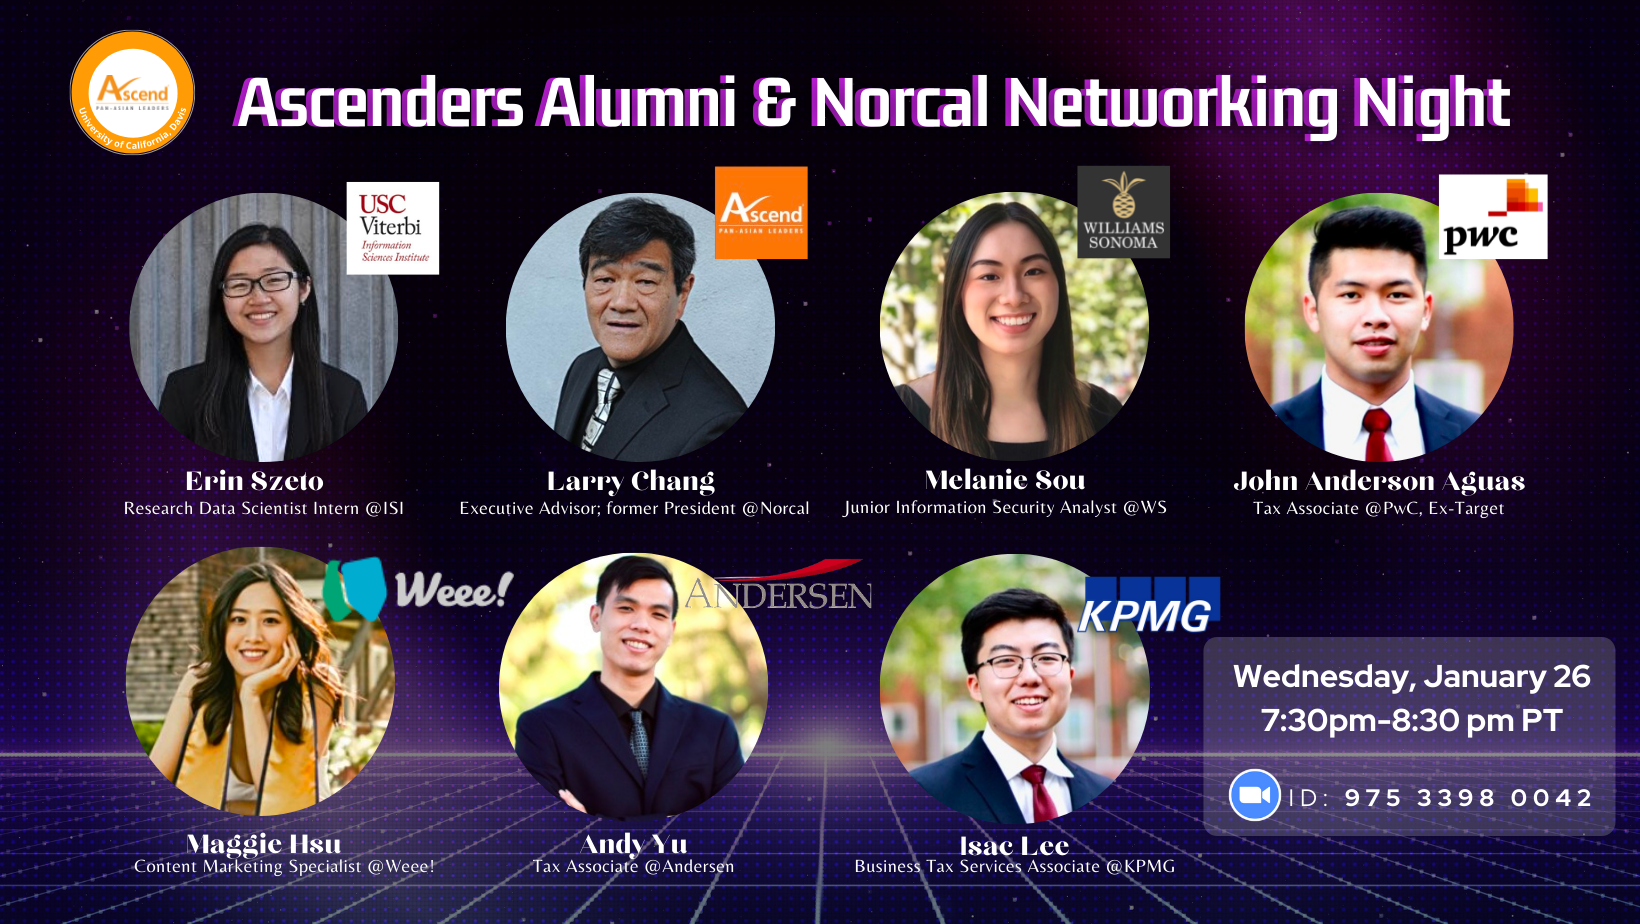 Ascend
PAN-ASIAN LEADERS
University of California, Davis
Ascenders Alumni & Norcal Networking Night
USC
Viterbi
Information
Sciences Institute
Ascend
PAN-ASIAN LEADERS
WILLIAMS
SONOMA
pwc
Erin Szeto
Research Data Scientist Intern @ISI
Larry Chang
Executive Advisor; former President @Norcal
Melanie Sou
Junior Information Security Analyst @WS
John Anderson Aguas
Tax Associate @PwC, Ex-Target
Weee!
ANDERSEN
KPMG
Maggie Hsu
Content Marketing Specialist @Weee!
Andy Yu
Tax Associate @Andersen
Isac Lee
Business Tax Services Associate @KPMG
Wednesday, January 26
7:30pm-8:30 pm PT
ID: 975 3398 0042